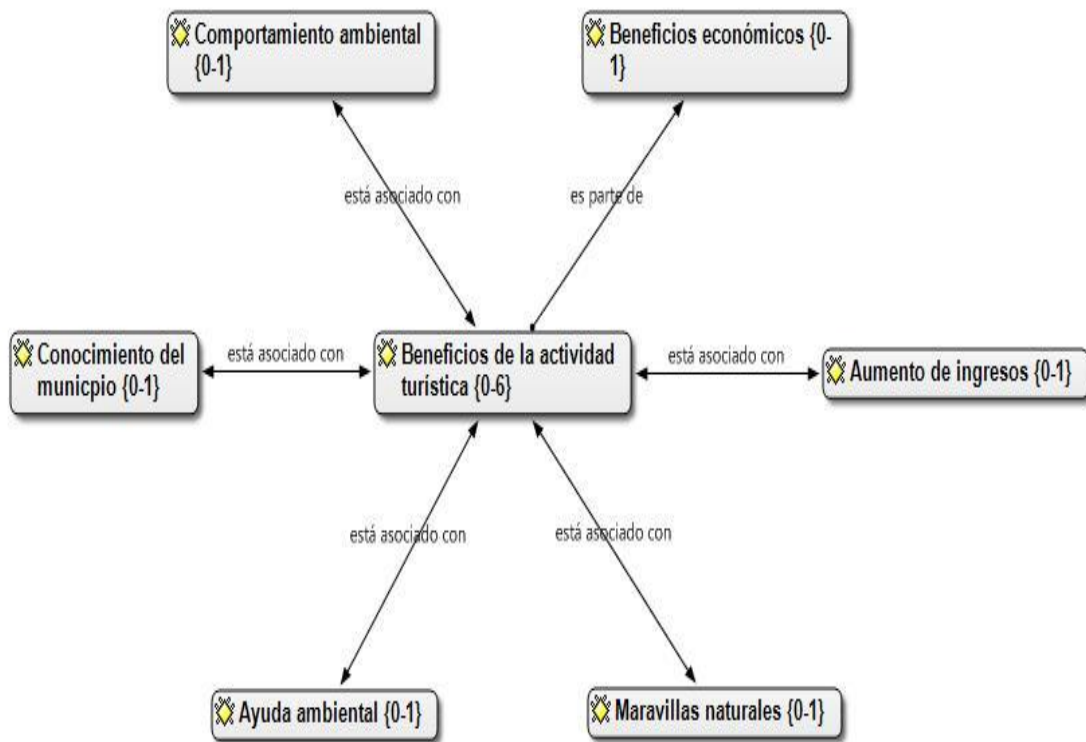 Comportamiento ambiental
{0-1}
Beneficios económicos {0-
1}
está asociado con
es parte de
Conocimiento del
municpio {0-1}
está asociado con
Beneficios de la actividad
turística {0-6}
está asociado con
Aumento de ingresos {0-1}
está asociado con
está asociado con
Ayuda ambiental {0-1}
Maravillas naturales {0-1}